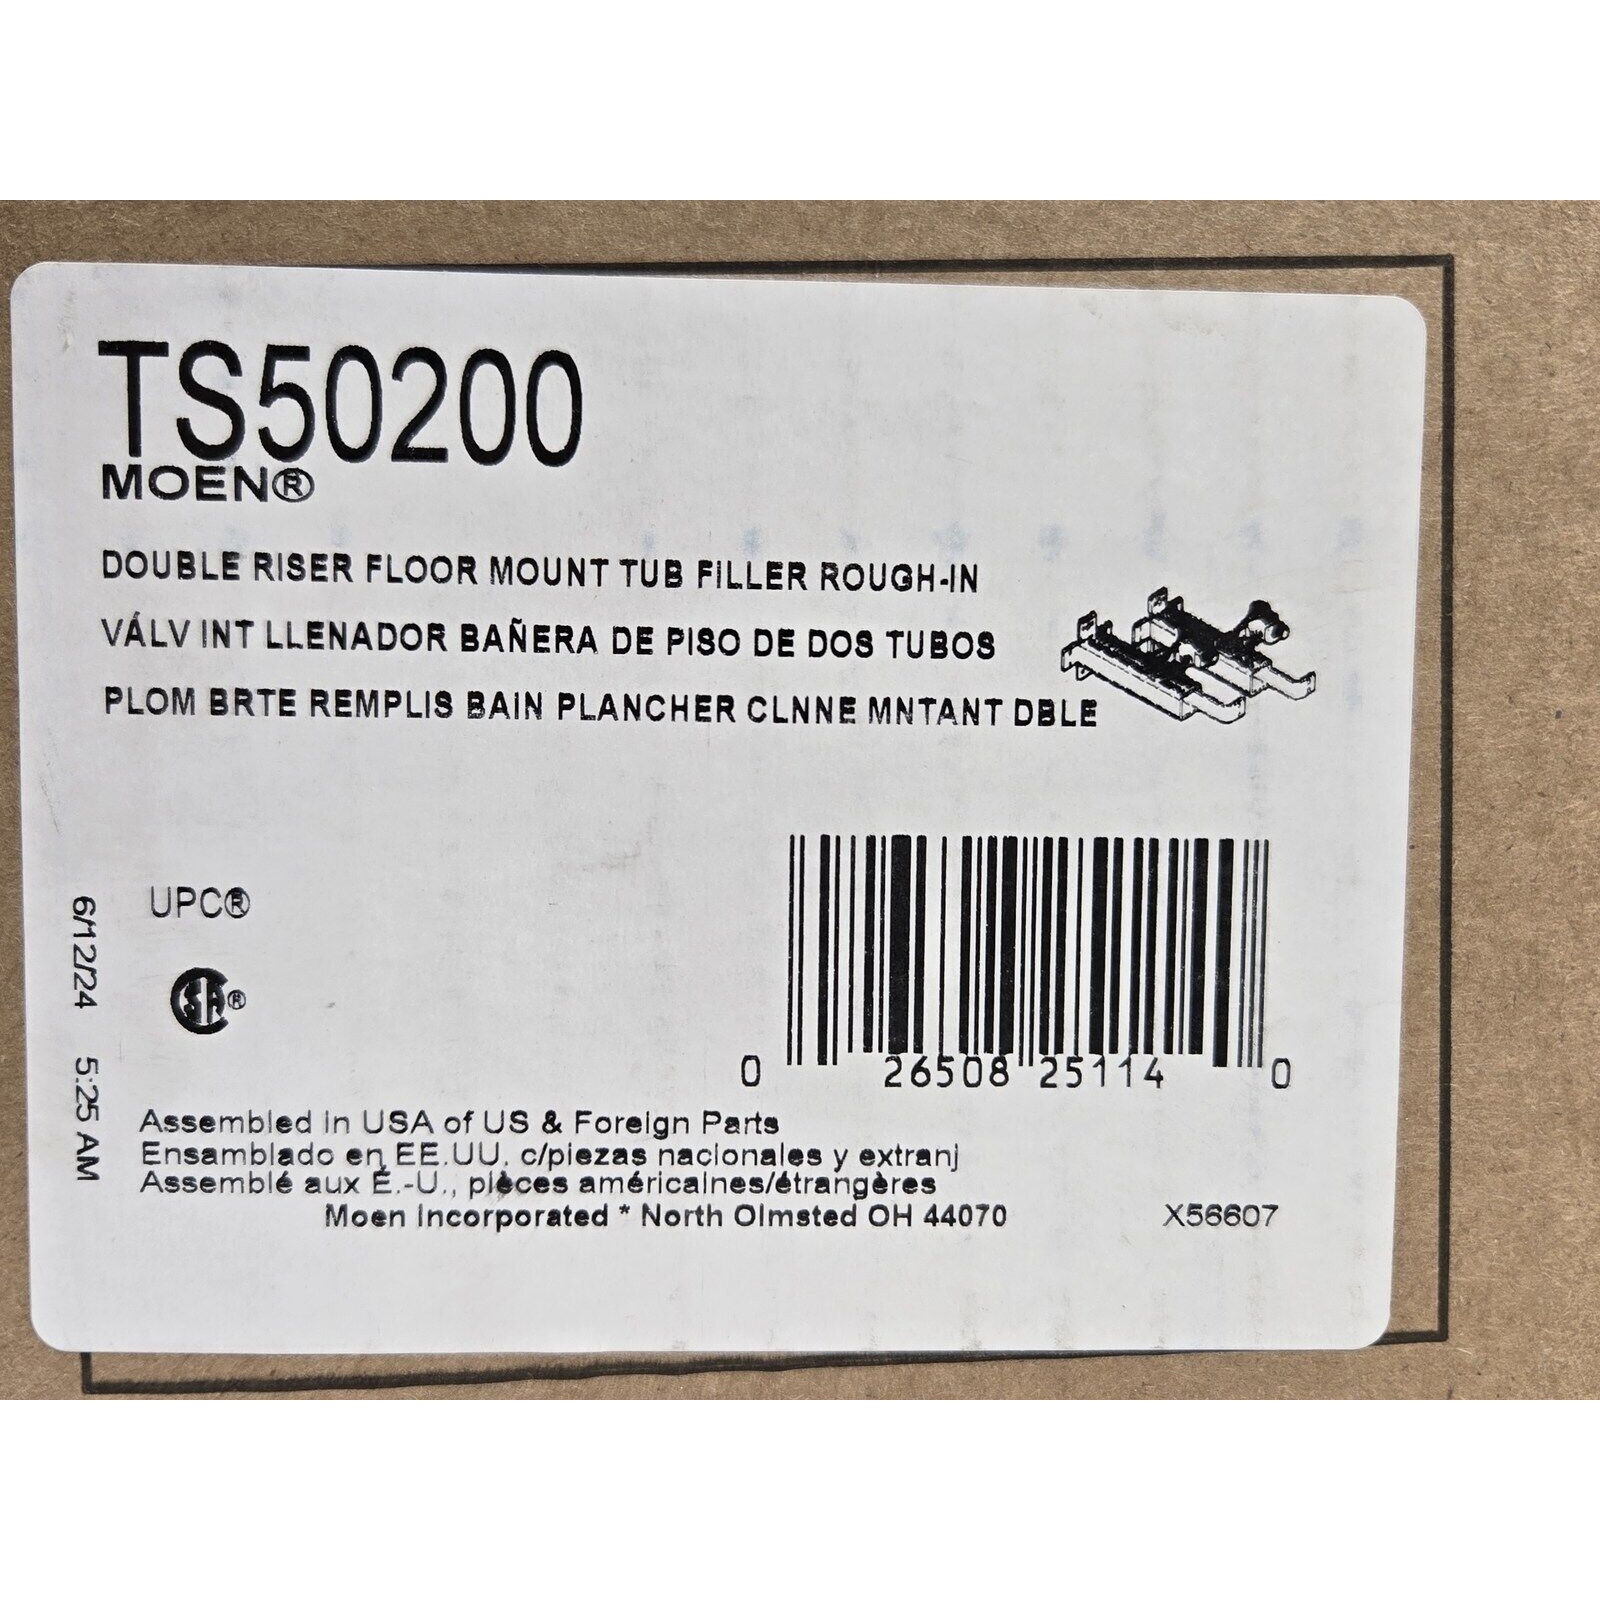 TS50200
MOEN®
DOUBLE RISER FLOOR MOUNT TUB FILLER ROUGH-IN
VÁLV INT LLENADOR BAÑERA DE PISO DE DOS TUBOS
PLOM BRTE REMPLIS BAIN PLANCHER CLNNE MNTANT DBLE
UPC®
SA®
6/12/24 5:25 AM
0 26508 25114 0
Assembled in USA of US & Foreign Parts
Ensamblado en EE.UU. c/piezas nacionales y extranj
Assemblé aux É.-U., pièces américaines/étrangères
Moen Incorporated * North Olmsted OH 44070
X56607